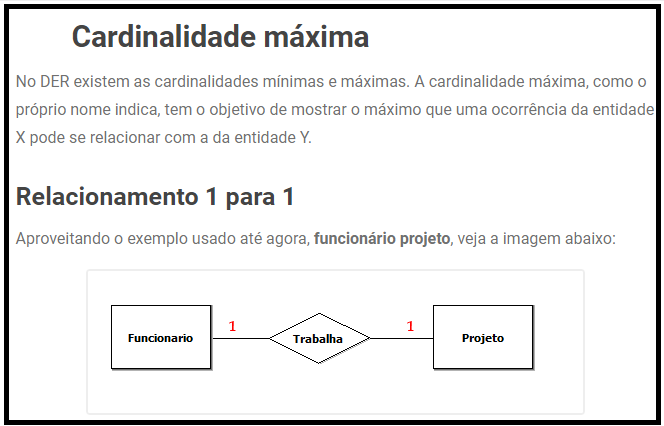 Cardinalidade máxima
No DER existem as cardinalidades mínimas e máximas. A cardinalidade máxima, como o
próprio nome indica, tem o objetivo de mostrar o máximo que uma ocorrência da entidade
X pode se relacionar com a da entidade Y.
Relacionamento 1 para 1
Aproveitando o exemplo usado até agora, funcionário projeto, veja a imagem abaixo:
1 1
Funcionario Trabalha Projeto